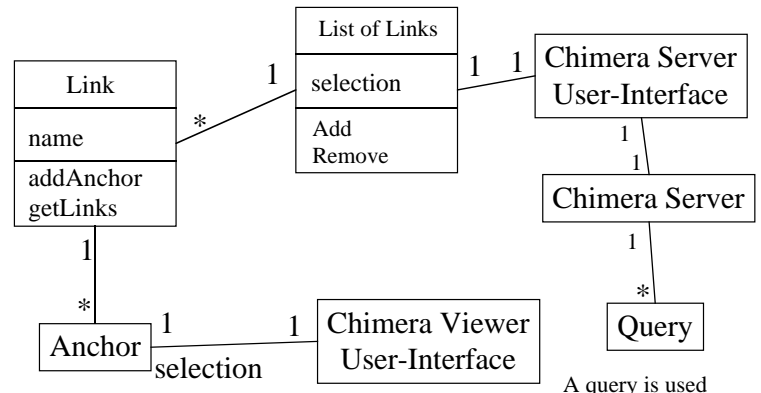 List of Links
selection
Add
Remove
Link
name
addAnchor
getLinks
Chimera Server
User-Interface
Chimera Server
Query
Anchor
Chimera Viewer
User-Interface
selection
A query is used
1
*
1
1
1
1
1
*
1
*
1
1